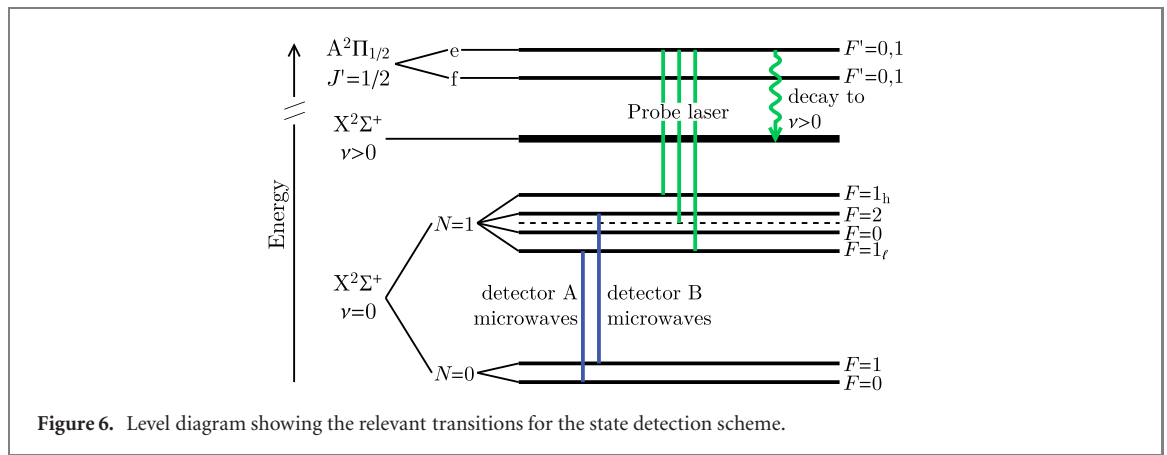 A²Π₁/₂
J'=1/2
e
f
F'=0,1
F'=0,1
decay to
ν>0
Probe laser
X²Σ⁺
ν>0
Energy
N=1
F=1ₕ
F=2
F=0
F=1ℓ
X²Σ⁺
ν=0
detector A
microwaves
detector B
microwaves
N=0
F=1
F=0
Figure 6. Level diagram showing the relevant transitions for the state detection scheme.